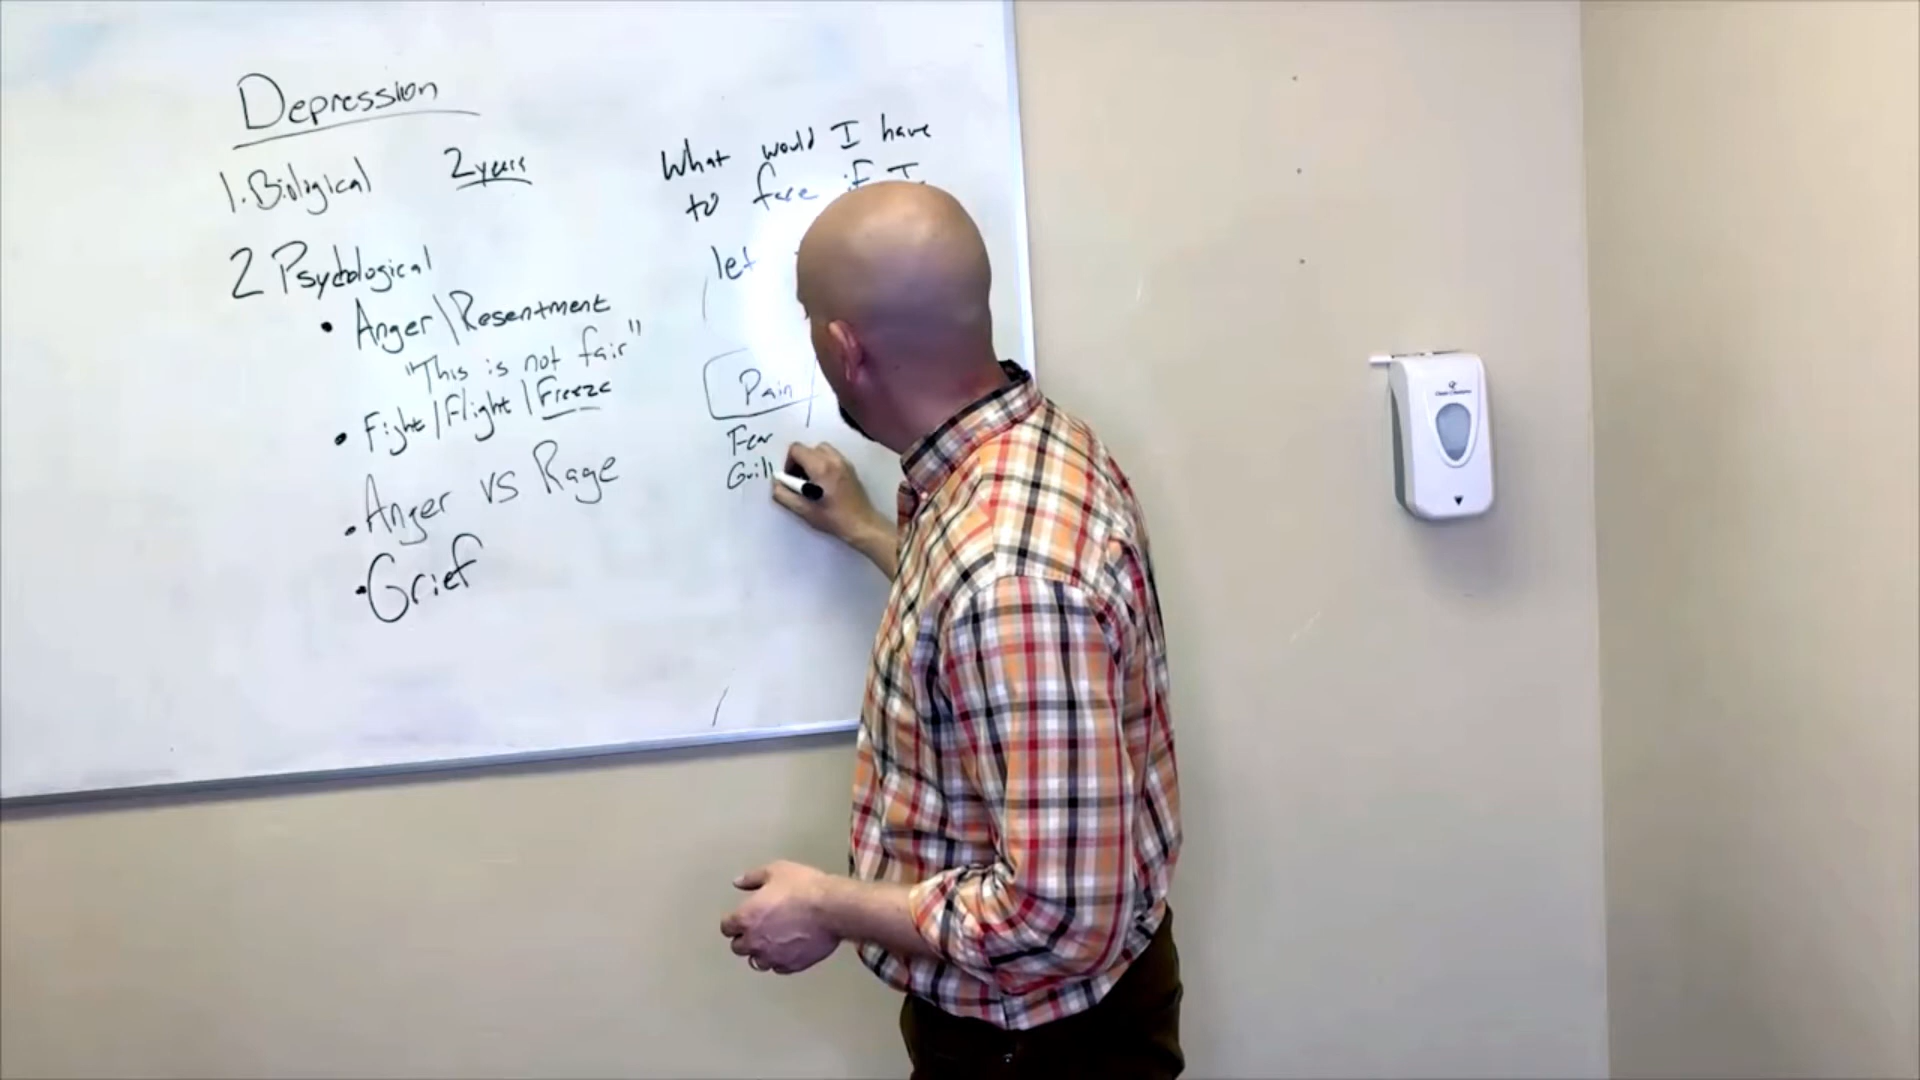 Depression
1. Biological 2 years
2 Psychological
• Anger\Resentment
"This is not fair"
• Fight/Flight/Freeze
• Anger vs Rage
• Grief
What would I have
to face if I
let
Pain
Fear
Guil